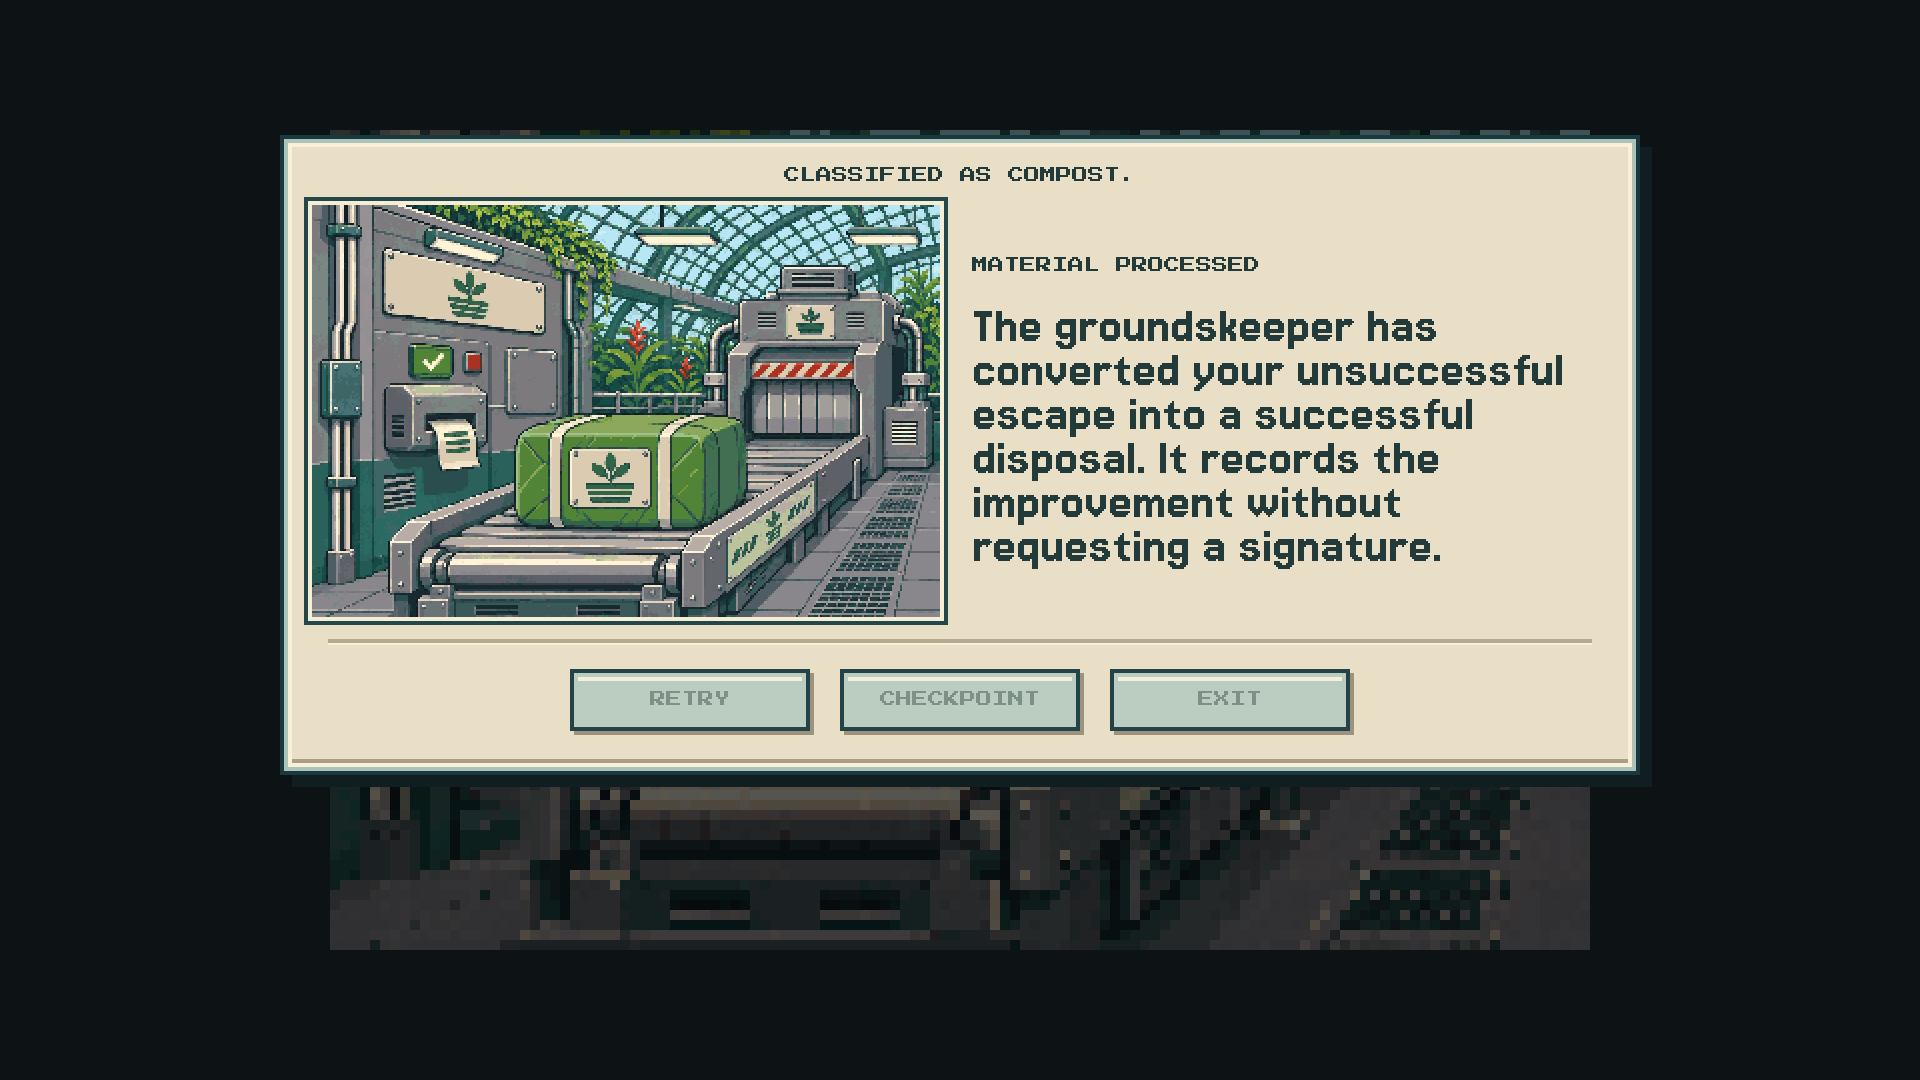 CLASSIFIED AS COMPOST.
MATERIAL PROCESSED
The groundskeeper has
converted your unsuccessful
escape into a successful
disposal. It records the
improvement without
requesting a signature.
RETRY
CHECKPOINT
EXIT